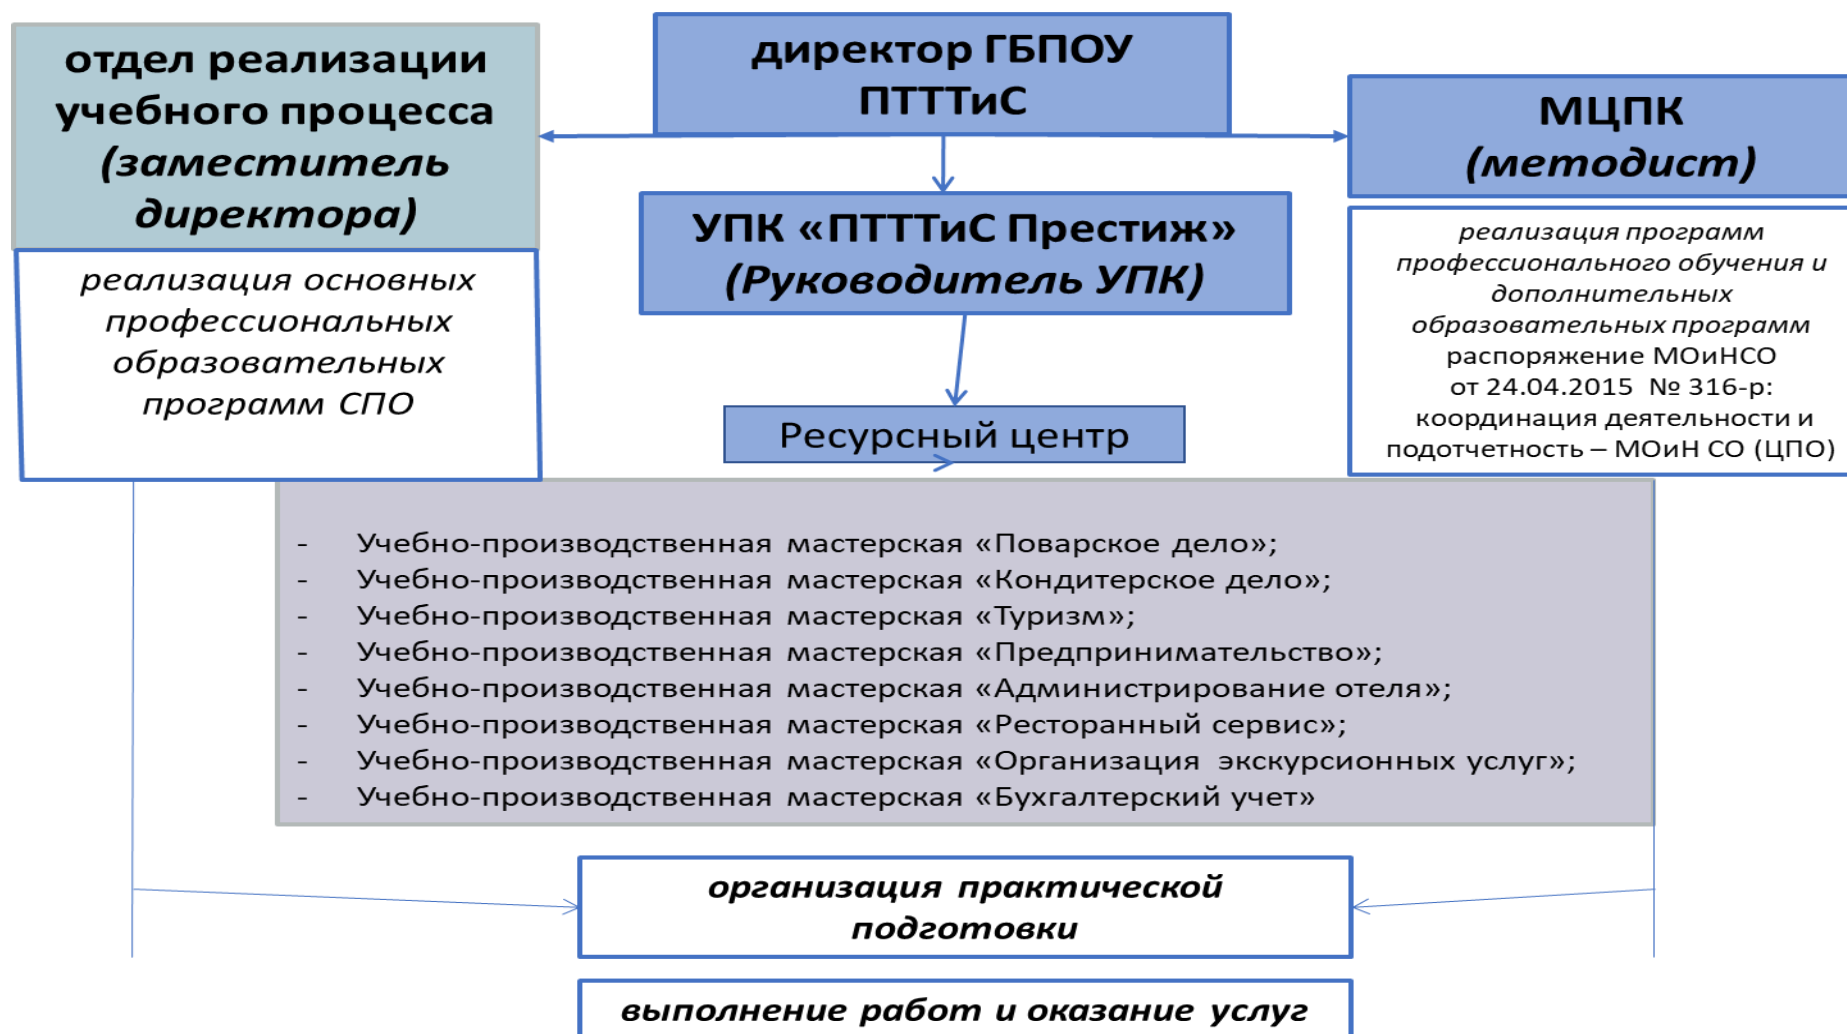 отдел реализации
учебного процесса
(заместитель
директора)
реализация основных
профессиональных
образовательных
программ СПО
директор ГБПОУ
ПТТТиС
УПК «ПТТТиС Престиж»
(Руководитель УПК)
Ресурсный центр
МЦПК
(методист)
реализация программ
профессионального обучения и
дополнительных
образовательных программ
распоряжение МОиНСО
от 24.04.2015 № 316-р:
координация деятельности и
подотчетность – МОиН СО (ЦПО)
- Учебно-производственная мастерская «Поварское дело»;
- Учебно-производственная мастерская «Кондитерское дело»;
- Учебно-производственная мастерская «Туризм»;
- Учебно-производственная мастерская «Предпринимательство»;
- Учебно-производственная мастерская «Администрирование отеля»;
- Учебно-производственная мастерская «Ресторанный сервис»;
- Учебно-производственная мастерская «Организация экскурсионных услуг»;
- Учебно-производственная мастерская «Бухгалтерский учет»
организация практической
подготовки
выполнение работ и оказание услуг